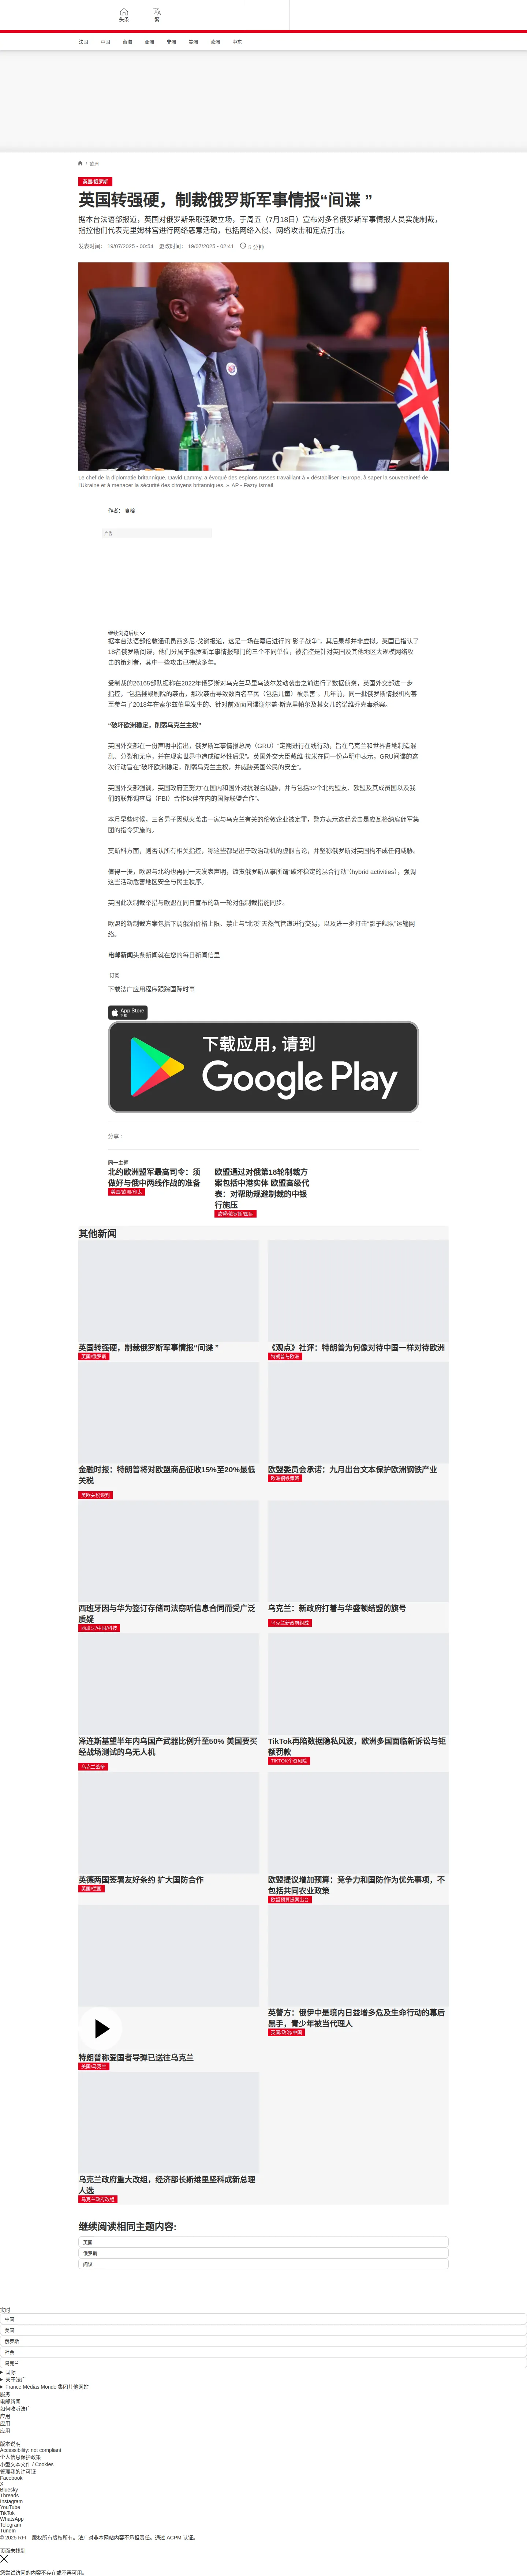 头条
繁
法国
中国
台海
亚洲
非洲
美洲
欧洲
中东
/ 欧洲
英国/俄罗斯
英国转强硬，制裁俄罗斯军事情报“间谍 ”
据本台法语部报道，英国对俄罗斯采取强硬立场，于周五（7月18日）宣布对多名俄罗斯军事情报人员实施制裁，
指控他们代表克里姆林宫进行网络恶意活动，包括网络入侵、网络攻击和定点打击。
发表时间： 19/07/2025 - 00:54 更改时间： 19/07/2025 - 02:41 5 分钟
Le chef de la diplomatie britannique, David Lammy, a évoqué des espions russes travaillant à « déstabiliser l'Europe, à saper la souveraineté de
l'Ukraine et à menacer la sécurité des citoyens britanniques. » AP - Fazry Ismail
作者： 夏榕
广告
继续浏览后续
据本台法语部伦敦通讯员西多尼·戈谢报道，这是一场在幕后进行的“影子战争”，其后果却并非虚拟。英国已指认了
18名俄罗斯间谍，他们分属于俄罗斯军事情报部门的三个不同单位，被指控是针对英国及其他地区大规模网络攻
击的策划者，其中一些攻击已持续多年。
受制裁的26165部队据称在2022年俄罗斯对乌克兰马里乌波尔发动袭击之前进行了数据侦察，英国外交部进一步
指控，“包括摧毁剧院的袭击，那次袭击导致数百名平民（包括儿童）被杀害”。几年前，同一批俄罗斯情报机构甚
至参与了2018年在索尔兹伯里发生的、针对前双面间谍谢尔盖·斯克里帕尔及其女儿的诺维乔克毒杀案。
“破坏欧洲稳定，削弱乌克兰主权”
英国外交部在一份声明中指出，俄罗斯军事情报总局（GRU）“定期进行在线行动，旨在乌克兰和世界各地制造混
乱、分裂和无序，并在现实世界中造成破坏性后果”。英国外交大臣戴维·拉米在同一份声明中表示，GRU间谍的这
次行动旨在“破坏欧洲稳定，削弱乌克兰主权，并威胁英国公民的安全”。
英国外交部强调，英国政府正努力“在国内和国外对抗混合威胁，并与包括32个北约盟友、欧盟及其成员国以及我
们的联邦调查局（FBI）合作伙伴在内的国际联盟合作”。
本月早些时候，三名男子因纵火袭击一家与乌克兰有关的伦敦企业被定罪，警方表示这起袭击是应瓦格纳雇佣军集
团的指令实施的。
莫斯科方面，则否认所有相关指控，称这些都是出于政治动机的虚假言论，并坚称俄罗斯对英国构不成任何威胁。
值得一提，欧盟与北约也再同一天发表声明，谴责俄罗斯从事所谓“破坏稳定的混合行动”（hybrid activities），强调
这些活动危害地区安全与民主秩序。
英国此次制裁举措与欧盟在同日宣布的新一轮对俄制裁措施同步。
欧盟的新制裁方案包括下调俄油价格上限、禁止与“北溪”天然气管道进行交易，以及进一步打击“影子舰队”运输网
络。
电邮新闻头条新闻就在您的每日新闻信里
订阅
下载法广应用程序跟踪国际时事
App Store
下载
下载应用，请到
Google Play
分享 :
同一主题
北约欧洲盟军最高司令：须
做好与俄中两线作战的准备
美国/欧洲/印太
欧盟通过对俄第18轮制裁方
案包括中港实体 欧盟高级代
表：对帮助规避制裁的中银
行施压
欧盟/俄罗斯/国际
其他新闻
英国转强硬，制裁俄罗斯军事情报“间谍 ”
英国/俄罗斯
《观点》社评：特朗普为何像对待中国一样对待欧洲
特朗普与欧洲
金融时报：特朗普将对欧盟商品征收15%至20%最低
关税
美欧关税谈判
欧盟委员会承诺：九月出台文本保护欧洲钢铁产业
欧洲钢铁策略
西班牙因与华为签订存储司法窃听信息合同而受广泛
质疑
西班牙/中国/科技
乌克兰：新政府打着与华盛顿结盟的旗号
乌克兰新政府组成
泽连斯基望半年内乌国产武器比例升至50% 美国要买
经战场测试的乌无人机
乌克兰战争
TikTok再陷数据隐私风波，欧洲多国面临新诉讼与钜
额罚款
TIKTOK个资风险
英德两国签署友好条约 扩大国防合作
英国/德国
欧盟提议增加预算：竞争力和国防作为优先事项，不
包括共同农业政策
欧盟预算提案出台
特朗普称爱国者导弹已送往乌克兰
美国/乌克兰
英警方：俄伊中是境内日益增多危及生命行动的幕后
黑手，青少年被当代理人
英国/政治/中国
乌克兰政府重大改组，经济部长斯维里坚科成新总理
人选
乌克兰政府改组
继续阅读相同主题内容:
英国
俄罗斯
间谍
实时
中国
美国
俄罗斯
社会
乌克兰
国际
关于法广
France Médias Monde 集团其他网站
服务
电邮新闻
如何收听法广
应用
应用
应用
版本说明
Accessibility: not compliant
个人信息保护政策
小型文本文件 / Cookies
管理我的许可证
Facebook
X
Bluesky
Threads
Instagram
YouTube
TikTok
WhatsApp
Telegram
TuneIn
© 2025 RFI – 版权所有版权所有。法广对非本网站内容不承担责任。通过 ACPM 认证。
页面未找到
您尝试访问的内容不存在或不再可用。